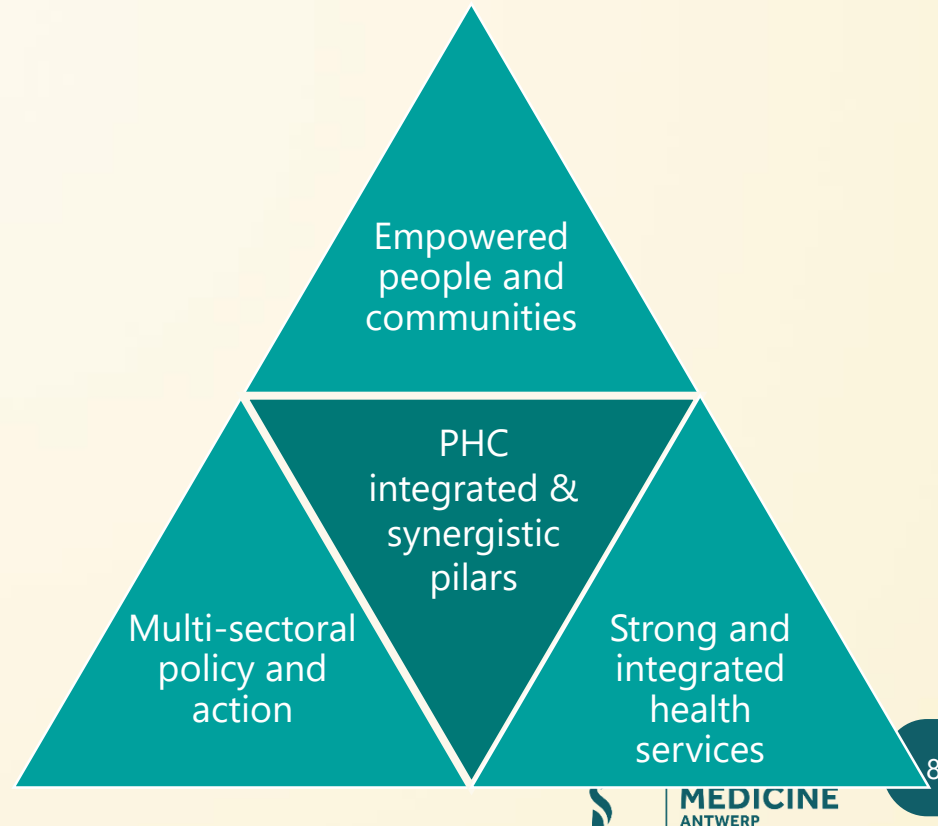 Empowered
people and
communities
PHC
integrated &
synergistic
pilars
Multi-sectoral
policy and
action
Strong and
integrated
health
services
8
MEDICINE
ANTWERP